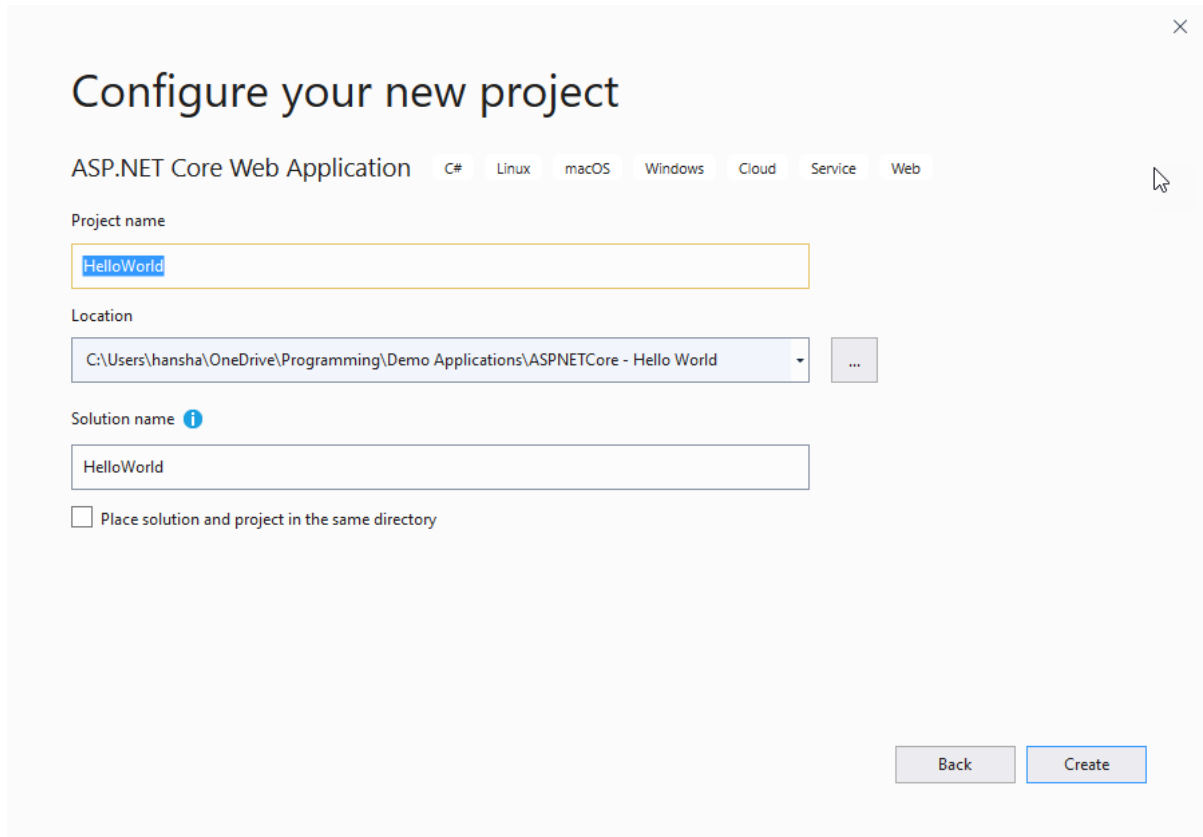 Configure your new project
ASP.NET Core Web Application C# Linux macOS Windows Cloud Service Web
Project name
HelloWorld
Location
C:\Users\hansha\OneDrive\Programming\Demo Applications\ASPNETCore - Hello World ...
Solution name i
HelloWorld
Place solution and project in the same directory
Back Create